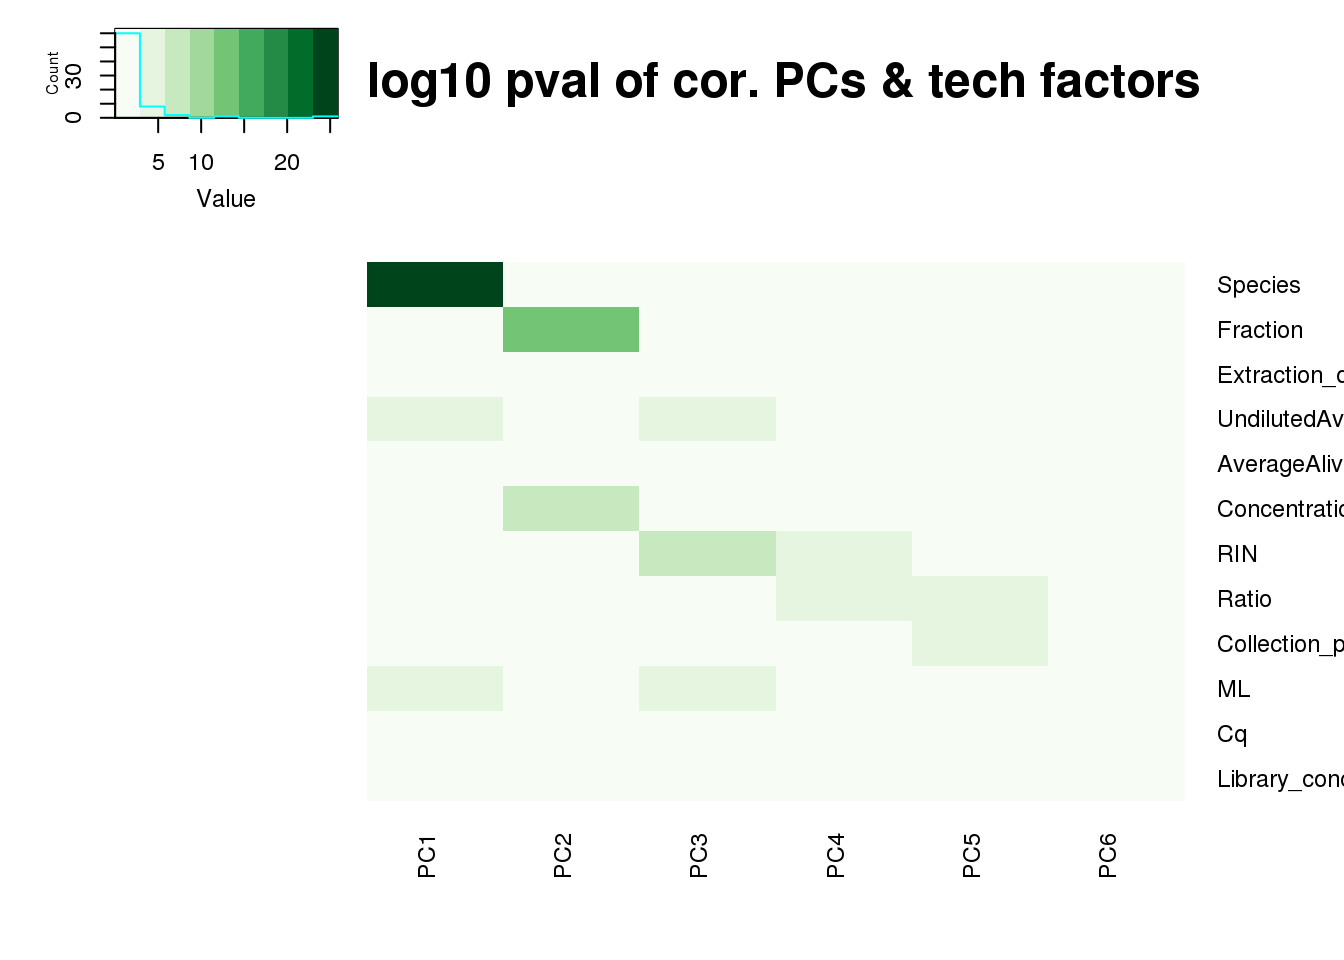 log10 pval of cor. PCs & tech factors
Count
0 30
5 10 20
Value
Species
Fraction
Extraction_
UndilutedAv
AverageAliv
Concentratio
RIN
Ratio
Collection_p
ML
Cq
Library_conc
PC1 PC2 PC3 PC4 PC5 PC6